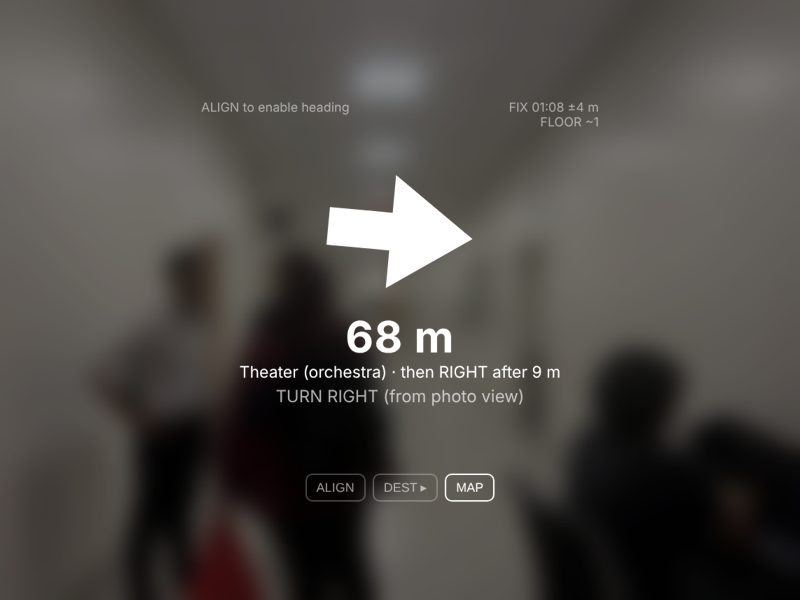 ALIGN to enable heading
FIX 01:08 ±4 m
FLOOR ~1
68 m
Theater (orchestra) · then RIGHT after 9 m
TURN RIGHT (from photo view)
ALIGN
DEST ▸
MAP